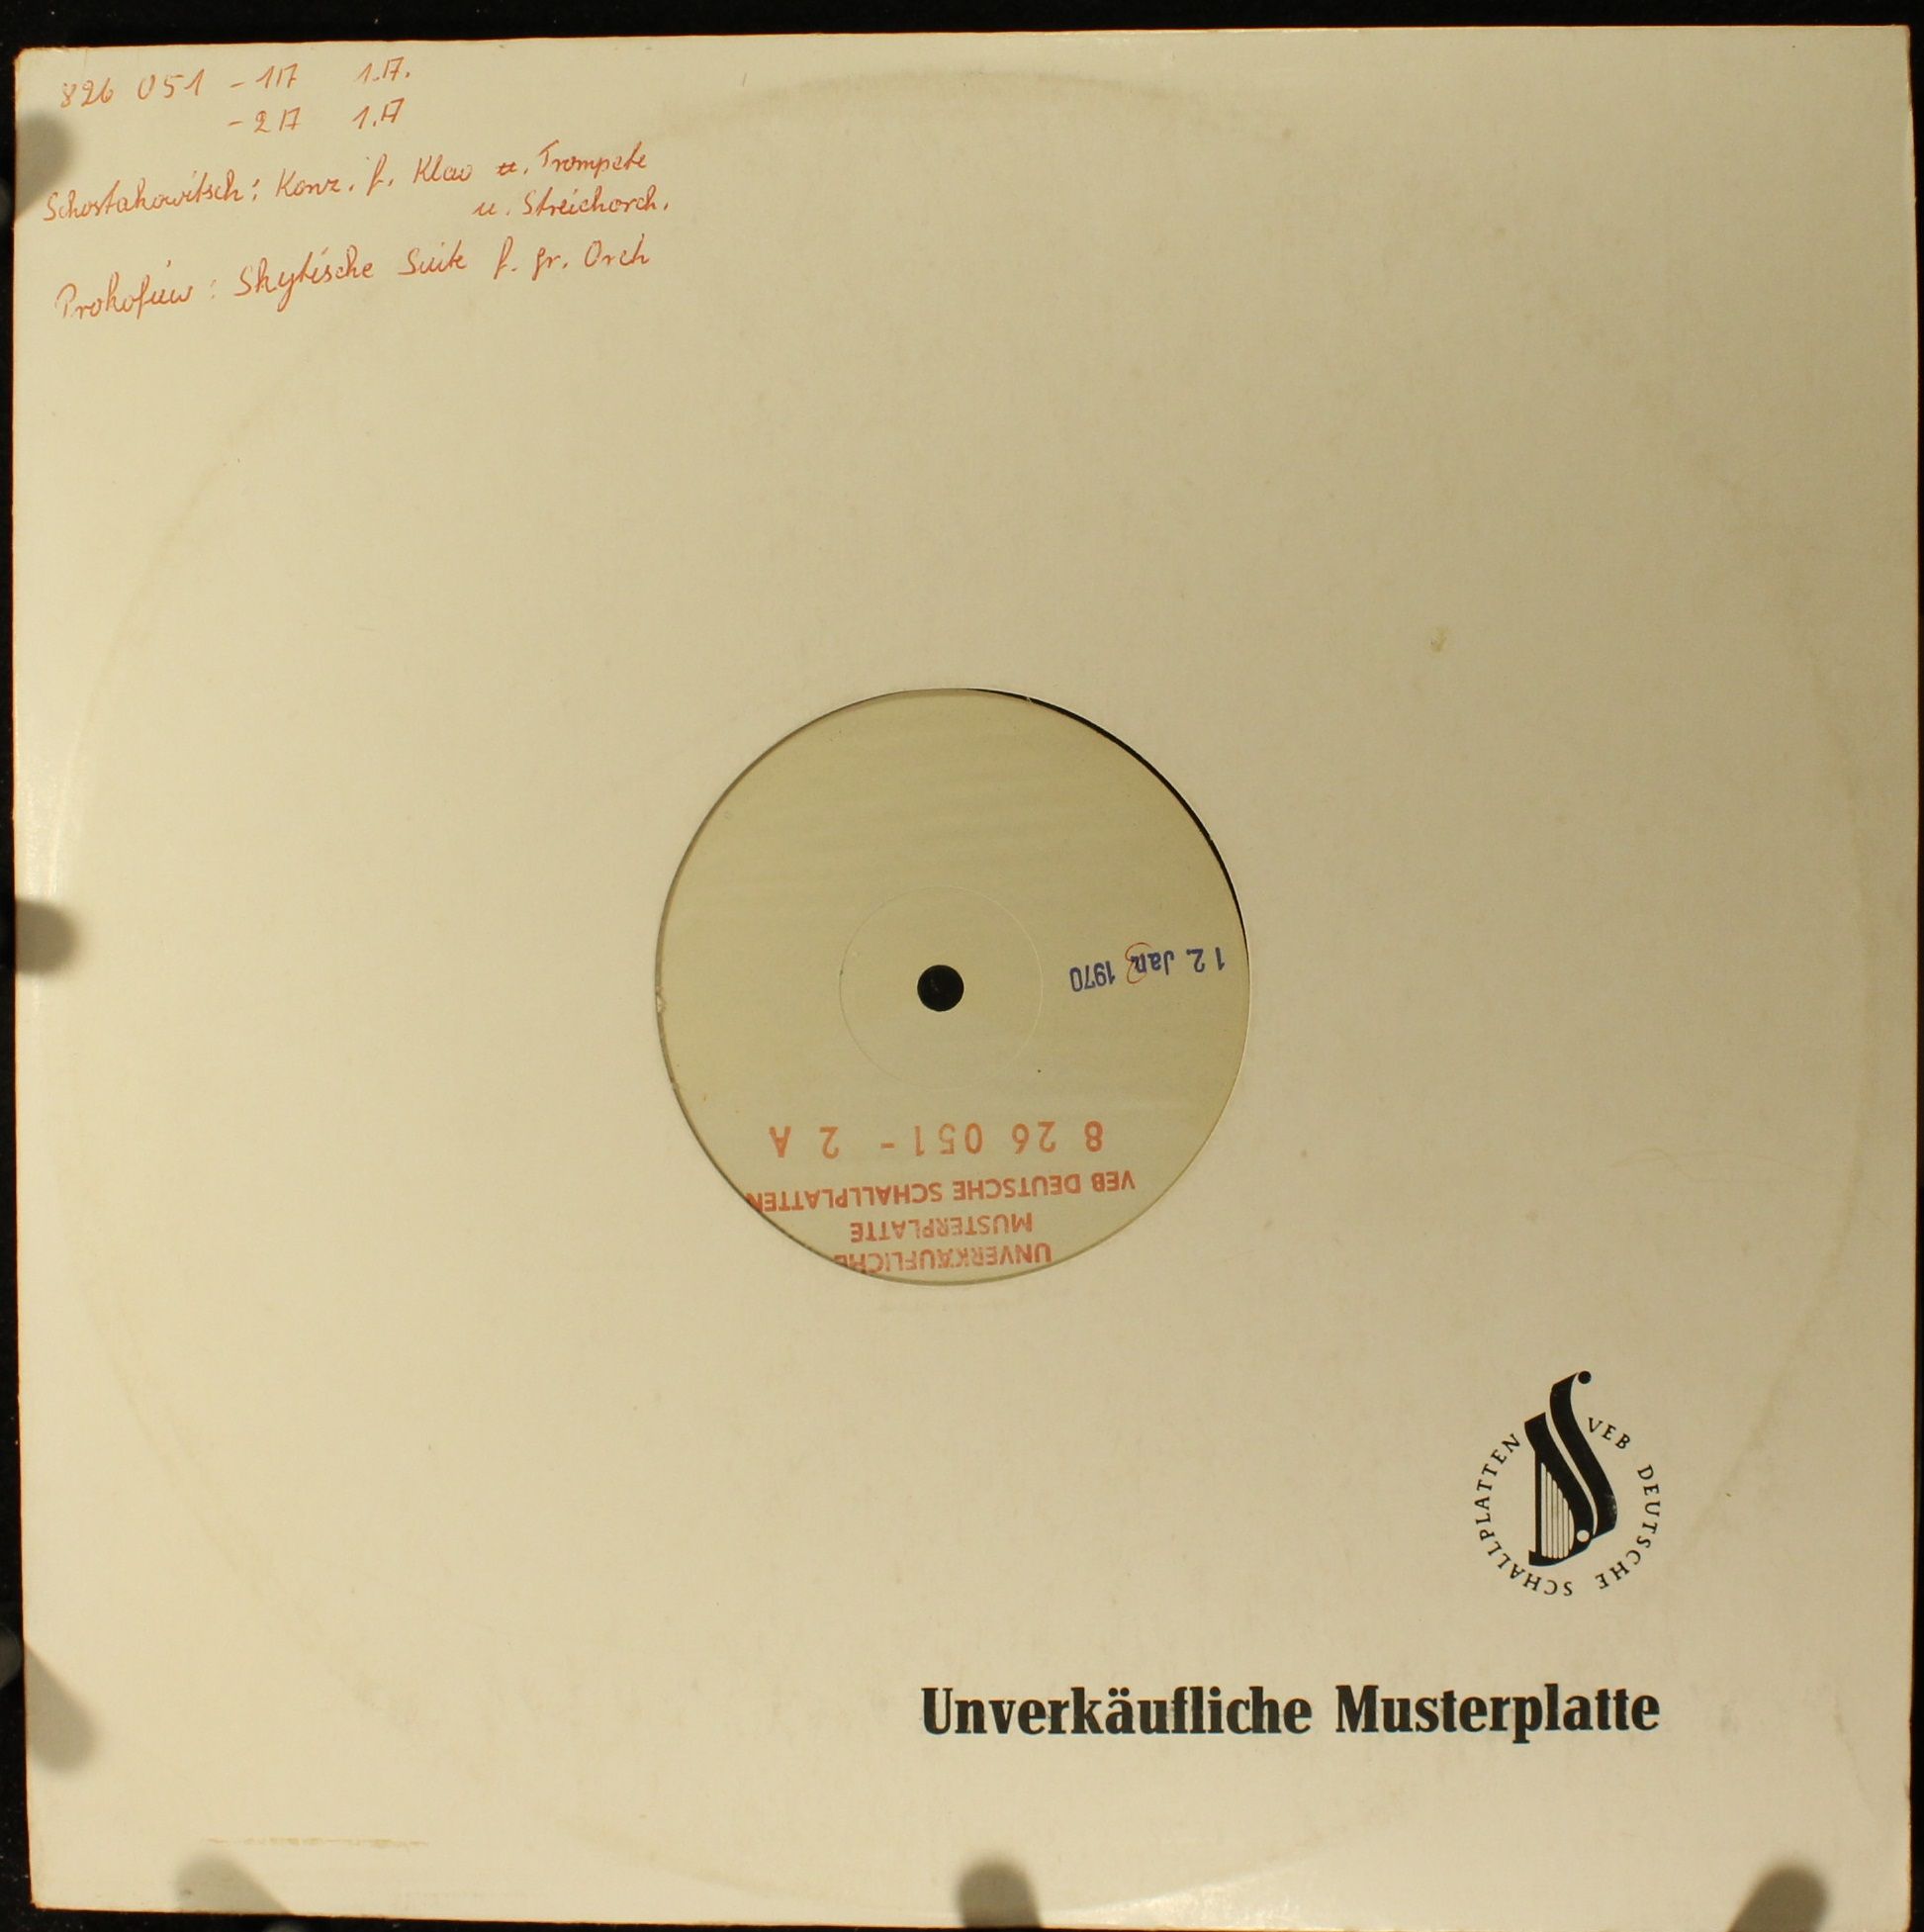 826 051 - 1A 1.A.
- 2A 1.A
Schostakowitsch: Konz. f. Klav u. Trompete
u. Streichorch.
Prokofiew: Skytische Suite f. gr. Orch
12. Jan. 1970
8 26 051 - 2 A
VEB DEUTSCHE SCHALLPLATTEN
MUSTERPLATTE
UNVERKÄUFLICHE
VEB DEUTSCHE SCHALLPLATTEN
Unverkäufliche Musterplatte